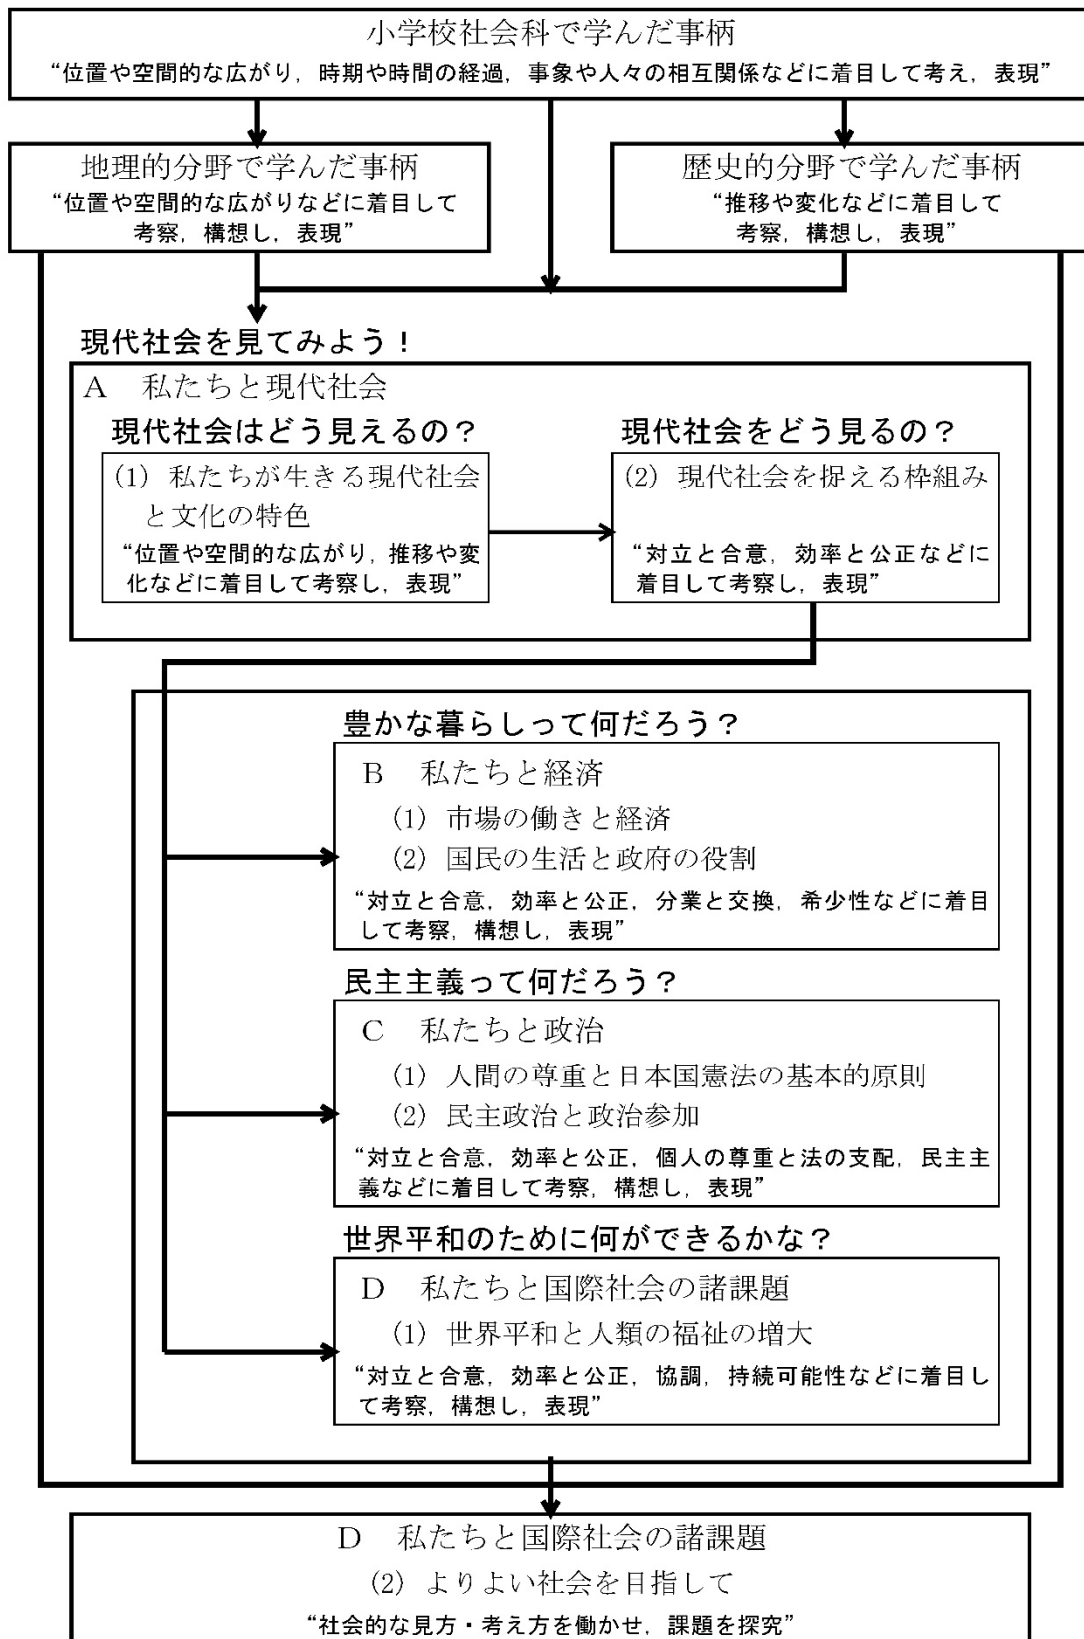 小学校社会科で学んだ事柄
“位置や空間的な広がり，時期や時間の経過，事象や人々の相互関係などに着目して考え，表現”
地理的分野で学んだ事柄
“位置や空間的な広がりなどに着目して
考察，構想し，表現”
歴史的分野で学んだ事柄
“推移や変化などに着目して
考察，構想し，表現”
現代社会を見てみよう！
A　私たちと現代社会
現代社会はどう見えるの？
(1) 私たちが生きる現代社会
と文化の特色
“位置や空間的な広がり，推移や変
化などに着目して考察し，表現”
現代社会をどう見るの？
(2) 現代社会を捉える枠組み
“対立と合意，効率と公正などに
着目して考察し，表現”
豊かな暮らしって何だろう？
B　私たちと経済
(1) 市場の働きと経済
(2) 国民の生活と政府の役割
“対立と合意，効率と公正，分業と交換，希少性などに着目
して考察，構想し，表現”
民主主義って何だろう？
C　私たちと政治
(1) 人間の尊重と日本国憲法の基本的原則
(2) 民主政治と政治参加
“対立と合意，効率と公正，個人の尊重と法の支配，民主主
義などに着目して考察，構想し，表現”
世界平和のために何ができるかな？
D　私たちと国際社会の諸課題
(1) 世界平和と人類の福祉の増大
“対立と合意，効率と公正，協調，持続可能性などに着目し
て考察，構想し，表現”
D　私たちと国際社会の諸課題
(2) よりよい社会を目指して
“社会的な見方・考え方を働かせ，課題を探究”